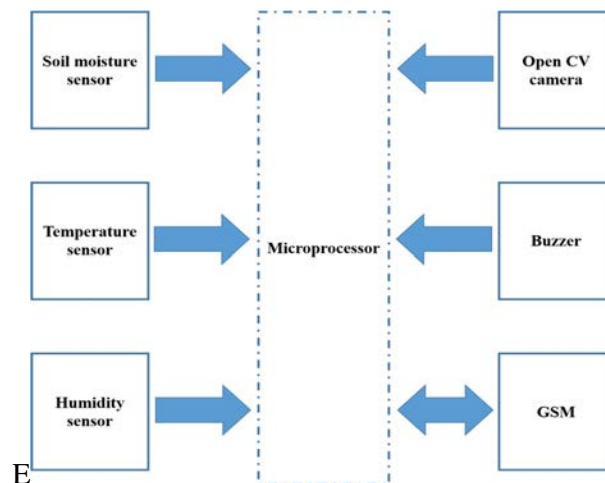 Soil moisture
sensor
Open CV
camera
Temperature
sensor
Microprocessor
Buzzer
Humidity
sensor
GSM
E